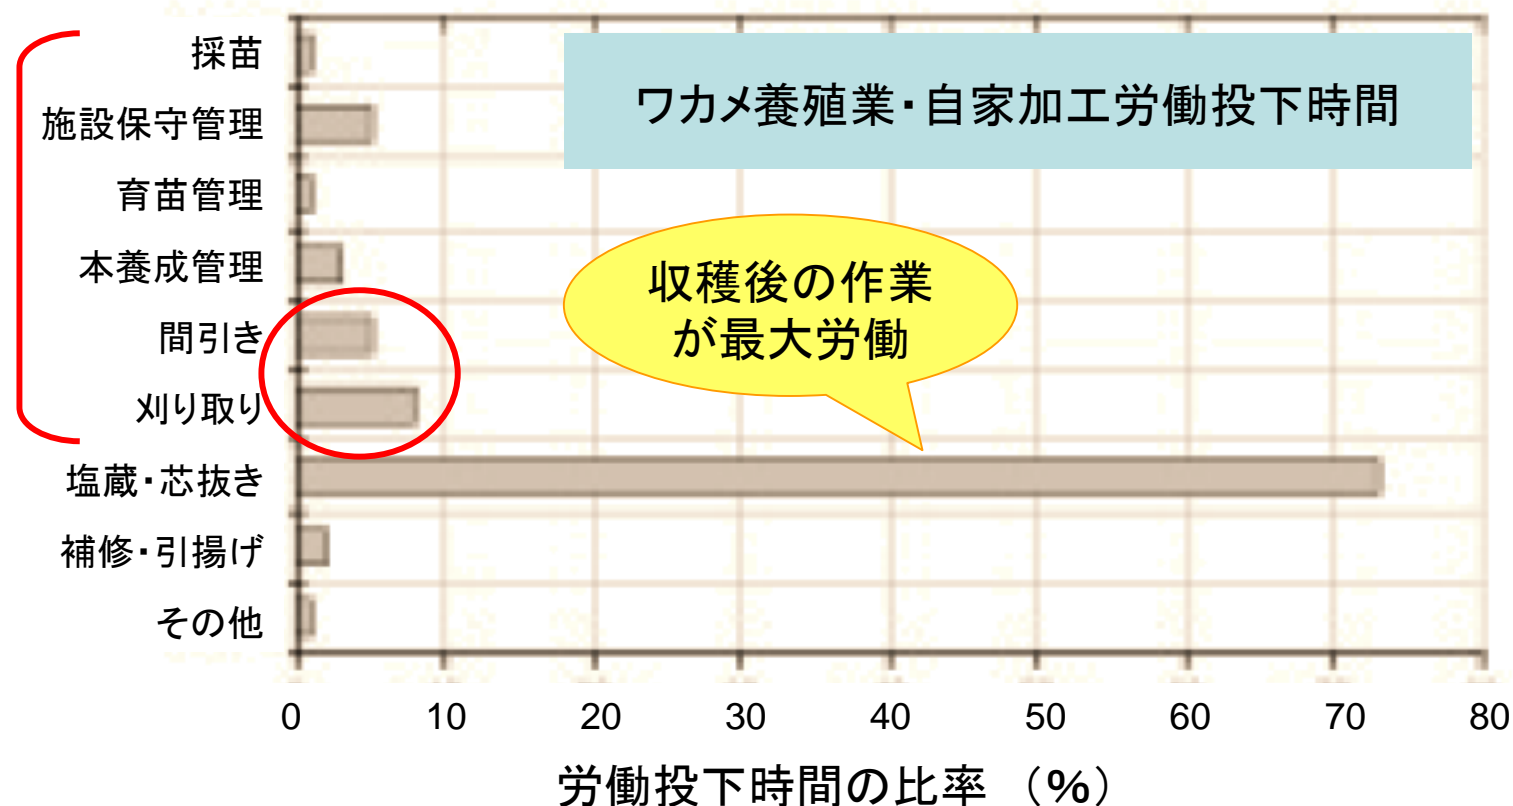 採苗
施設保守管理
育苗管理
本養成管理
間引き
刈り取り
塩蔵・芯抜き
補修・引揚げ
その他
ワカメ養殖業・自家加工労働投下時間
収穫後の作業
が最大労働
0 10 20 30 40 50 60 70 80
労働投下時間の比率 （%）